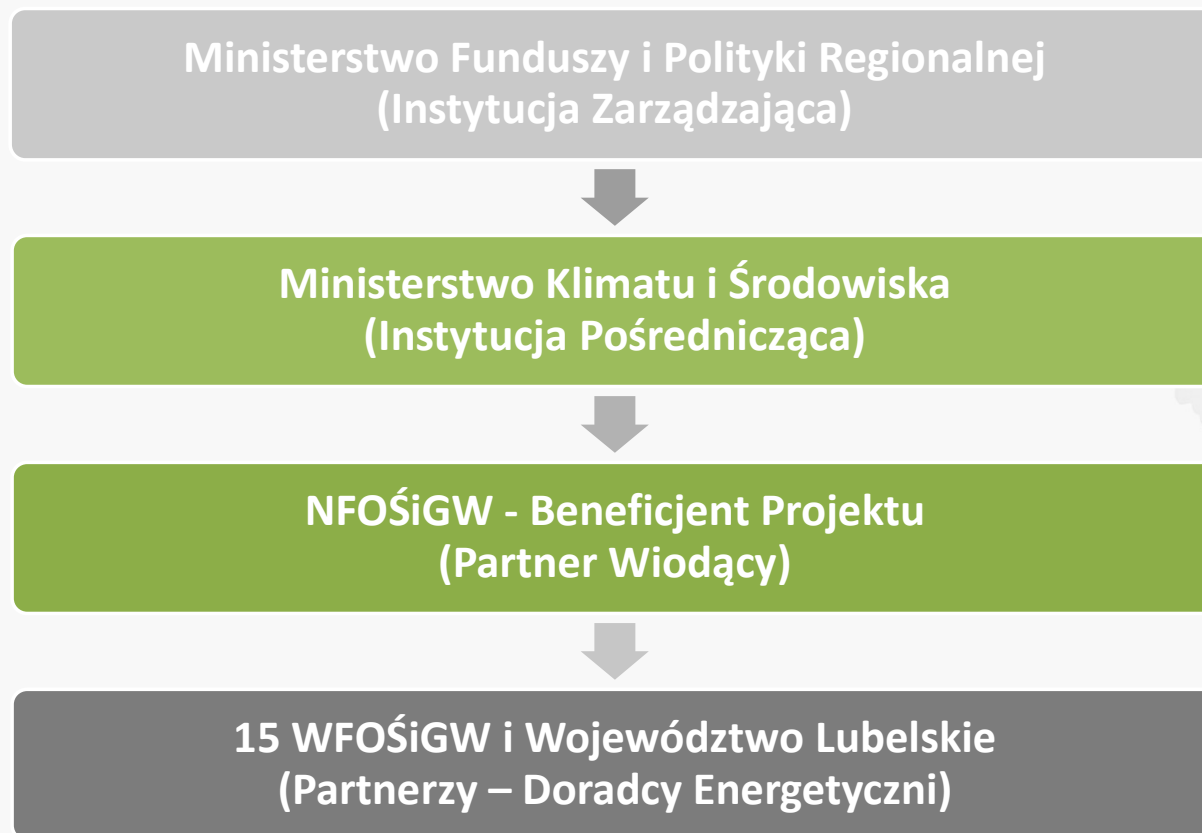 Ministerstwo Funduszy i Polityki Regionalnej
(Instytucja Zarządzająca)
Ministerstwo Klimatu i Środowiska
(Instytucja Pośrednicząca)
NFOŚiGW - Beneficjent Projektu
(Partner Wiodący)
15 WFOŚiGW i Województwo Lubelskie
(Partnerzy – Doradcy Energetyczni)